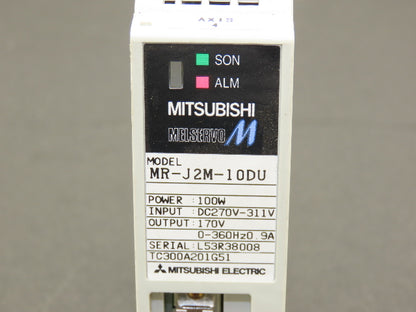 AXIS
4
SON
ALM
MITSUBISHI
MELSERVO M
MODEL
MR-J2M-10DU
POWER :100W
INPUT :DC270V-311V
OUTPUT:170V
0-360Hz0.9A
SERIAL:L53R38008
TC300A201G51
MITSUBISHI ELECTRIC